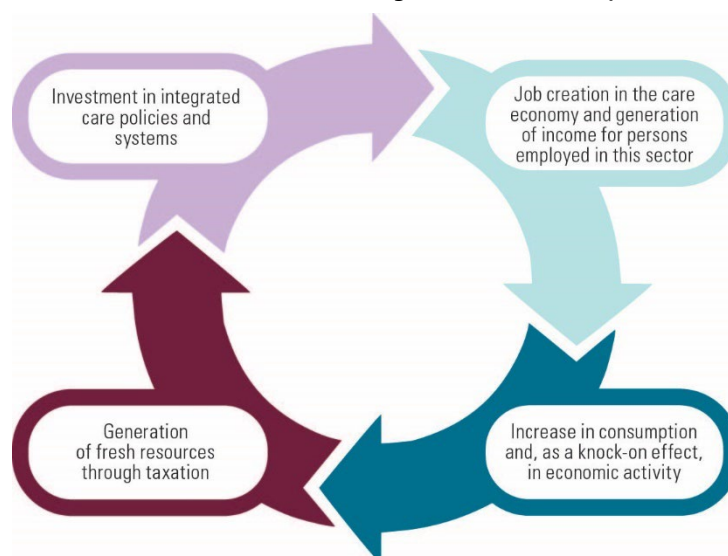 Investment in integrated
care policies and
systems
Job creation in the care
economy and generation
of income for persons
employed in this sector
Generation
of fresh resources
through taxation
Increase in consumption
and, as a knock-on effect,
in economic activity